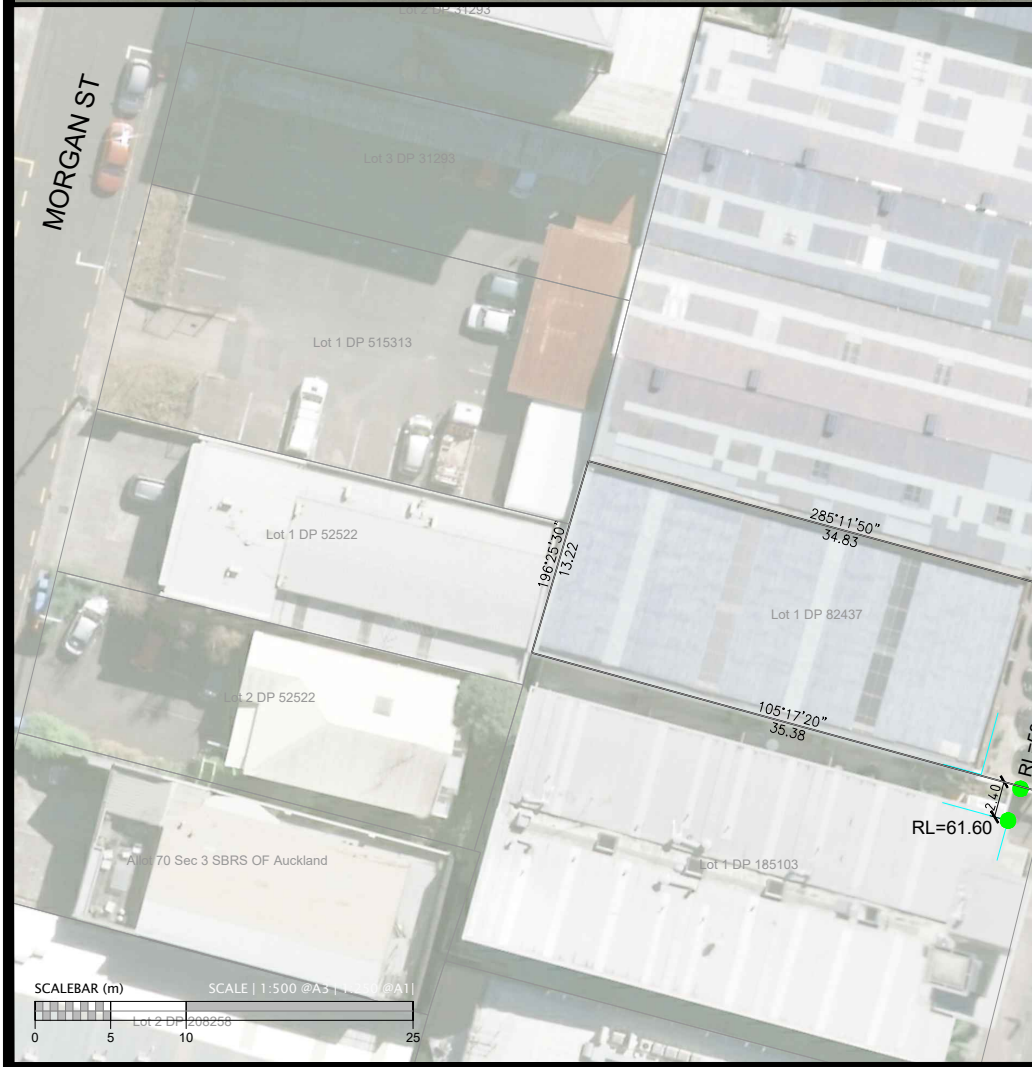 Lot 2 DP 31293
MORGAN ST
Lot 3 DP 31293
Lot 1 DP 515313
285°11'50"
34.83
Lot 1 DP 52522
196°25'30"
13.22
Lot 1 DP 82437
Lot 2 DP 52522
105°17'20"
35.38
2.40
RL=61.60
Allot 70 Sec 3 SBRS OF Auckland
Lot 1 DP 185103
SCALEBAR (m)
SCALE | 1:500 @A3 | 1:250 @A1|
Lot 2 DP 208258
0 5 10 25